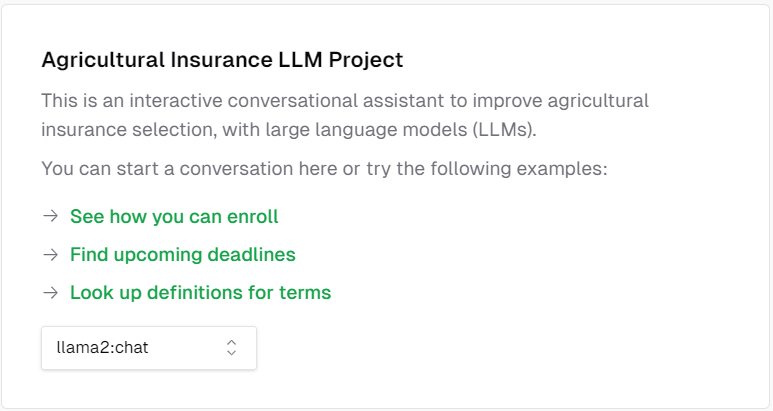 Agricultural Insurance LLM Project
This is an interactive conversational assistant to improve agricultural
insurance selection, with large language models (LLMs).
You can start a conversation here or try the following examples:
→ See how you can enroll
→ Find upcoming deadlines
→ Look up definitions for terms
llama2:chat